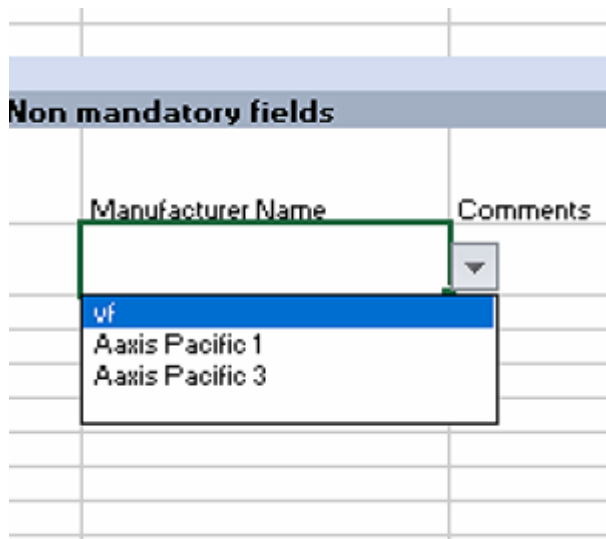 Non mandatory fields
Manufacturer Name
Comments
vf
Aaxis Pacific 1
Aaxis Pacific 3